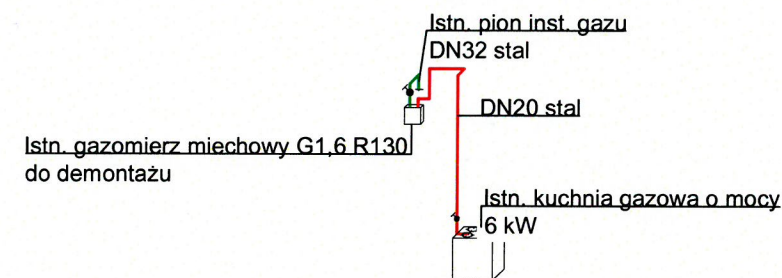 Istn. pion inst. gazu
DN32 stal
DN20 stal
Istn. gazomierz miechowy G1,6 R130
do demontażu
Istn. kuchnia gazowa o mocy
6 kW